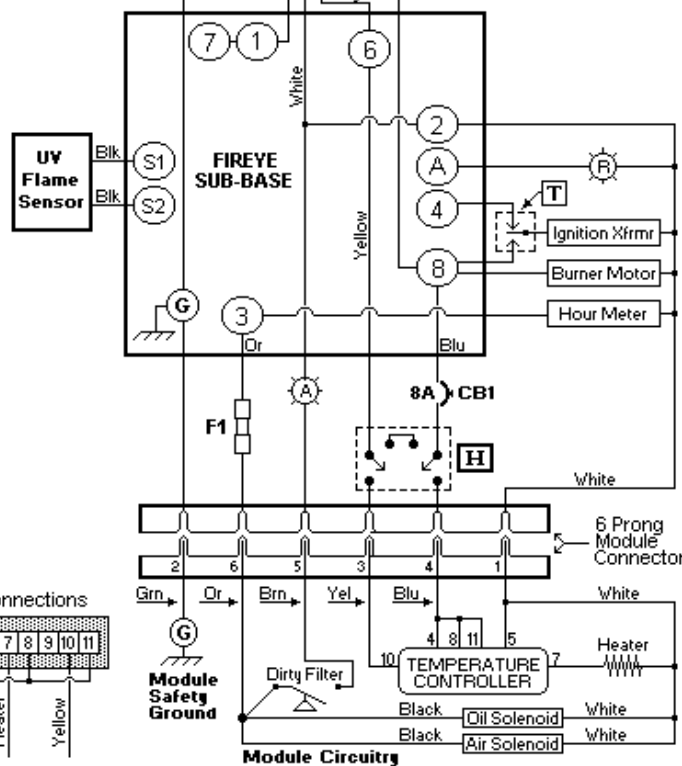 7 1
6
White
2
UV
Flame
Sensor
Blk
S1
Blk
S2
FIREYE
SUB-BASE
A
R
4
T
Yellow
8
Ignition Xfrmr
Burner Motor
G
3
Hour Meter
Or
Blu
A
8A
CB1
F1
H
White
6 Prong
Module
Connector
2 6 5 3 4 1
Grn Or Brn Yel Blu White
nnections
7 8 9 10 11
G
Module
Safety
Ground
Dirty Filter
4 8 11 5
10
TEMPERATURE
CONTROLLER
7
Heater
Black
Oil Solenoid
White
Black
Air Solenoid
White
Heater
Yellow
Module Circuitry